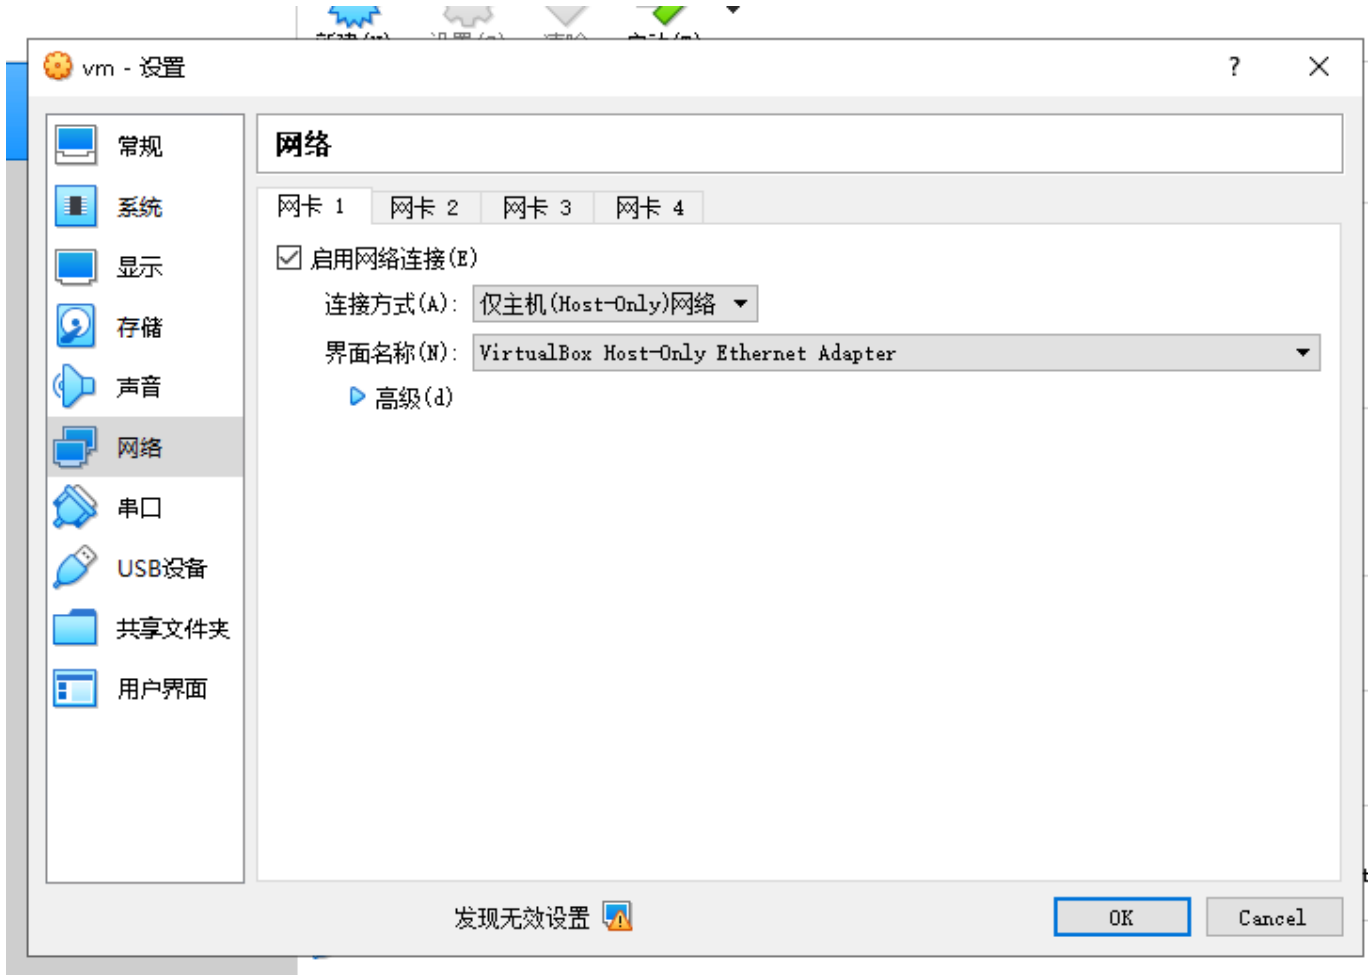 vm - 设置
?
常规
系统
显示
存储
声音
网络
串口
USB设备
共享文件夹
用户界面
网络
网卡 1 网卡 2 网卡 3 网卡 4
启用网络连接(E)
连接方式(A): 仅主机(Host-Only)网络
界面名称(N): VirtualBox Host-Only Ethernet Adapter
高级(d)
发现无效设置
OK Cancel